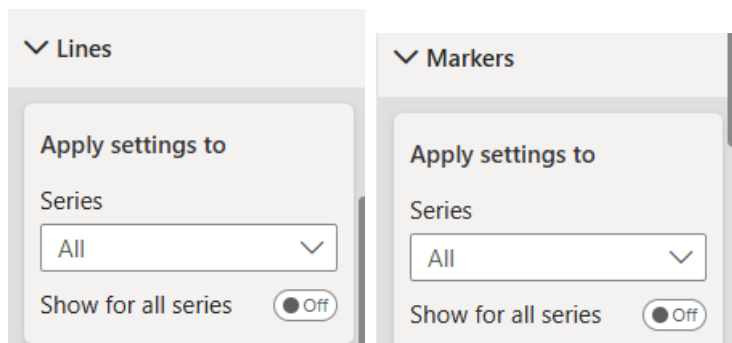 Lines
Apply settings to
Series
All
Show for all series Off
Markers
Apply settings to
Series
All
Show for all series Off